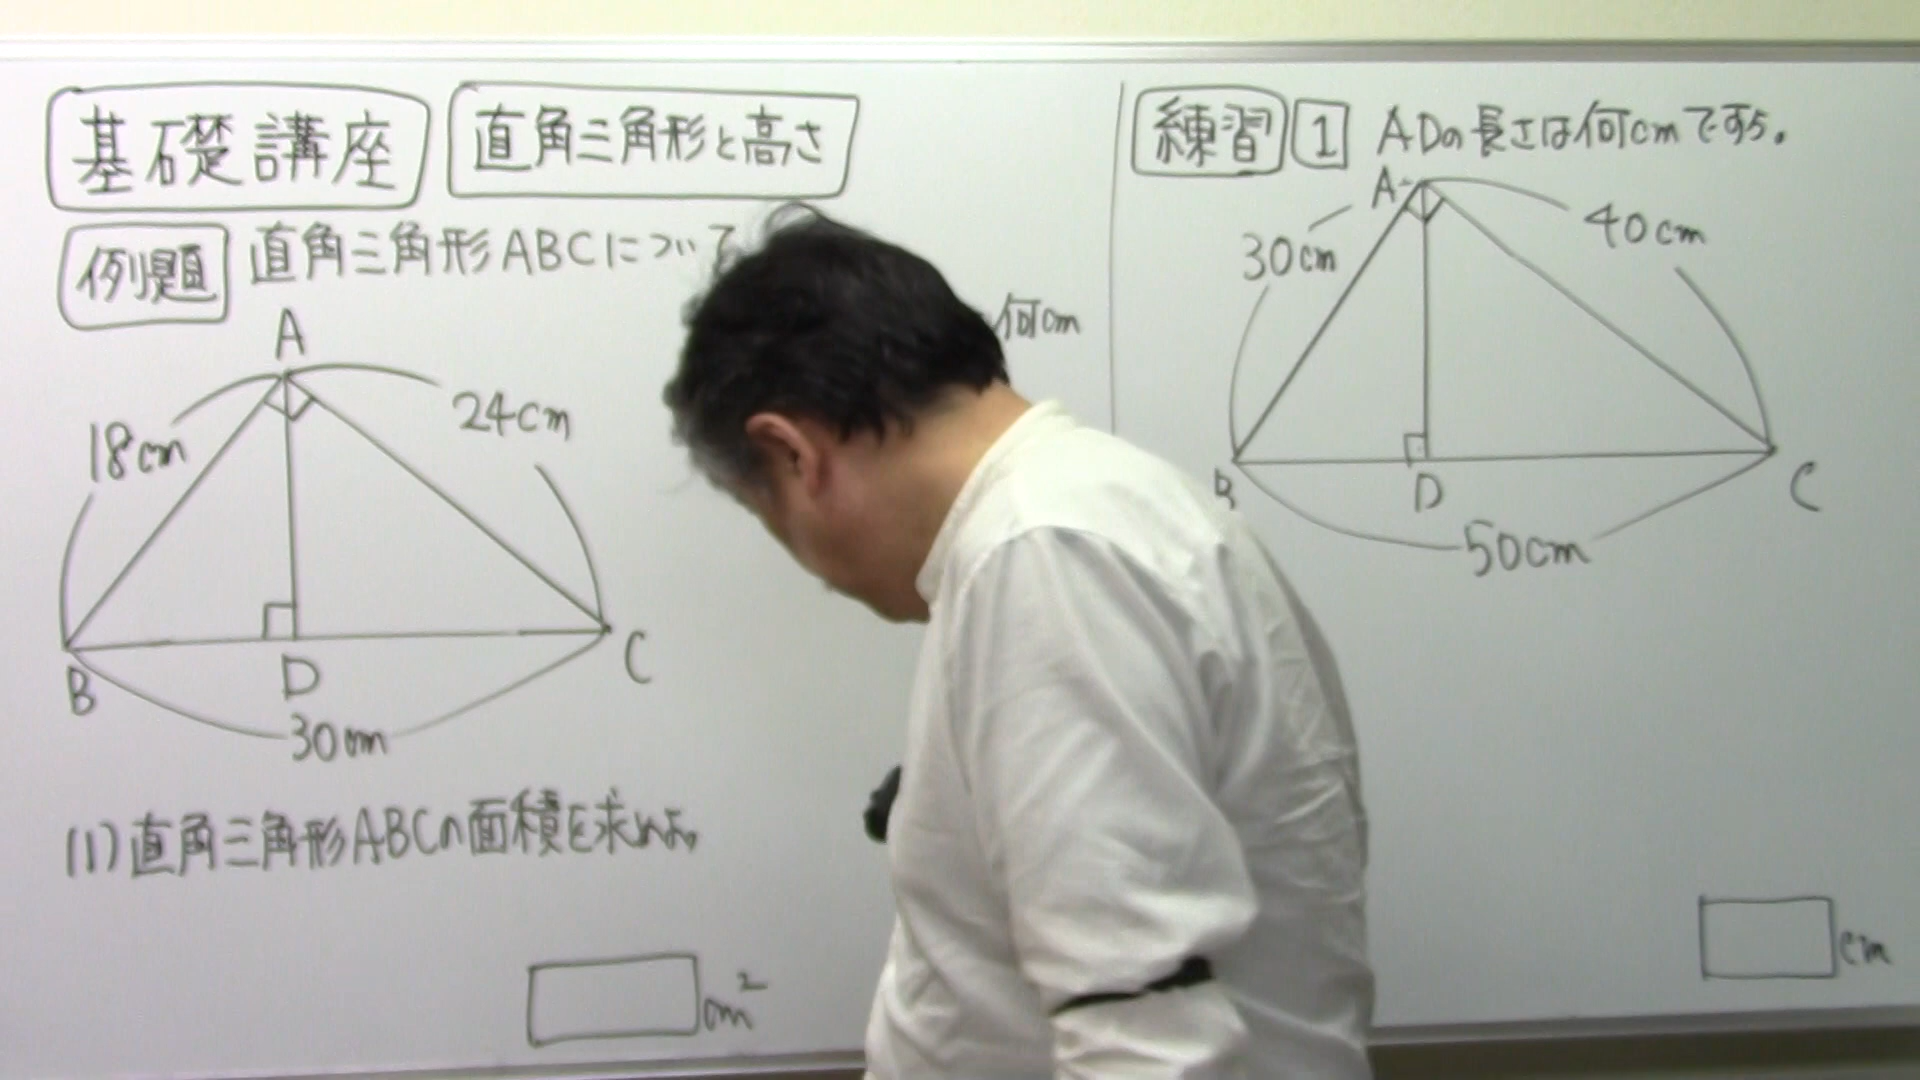 基礎講座
直角三角形と高さ
例題 直角三角形ABCについて
何cm
A
18cm
24cm
B
D
C
30cm
(1)直角三角形ABCの面積を求めよ。
cm²
練習 1 ADの長さは何cmですか。
A
30cm
40cm
B
D
C
50cm
cm